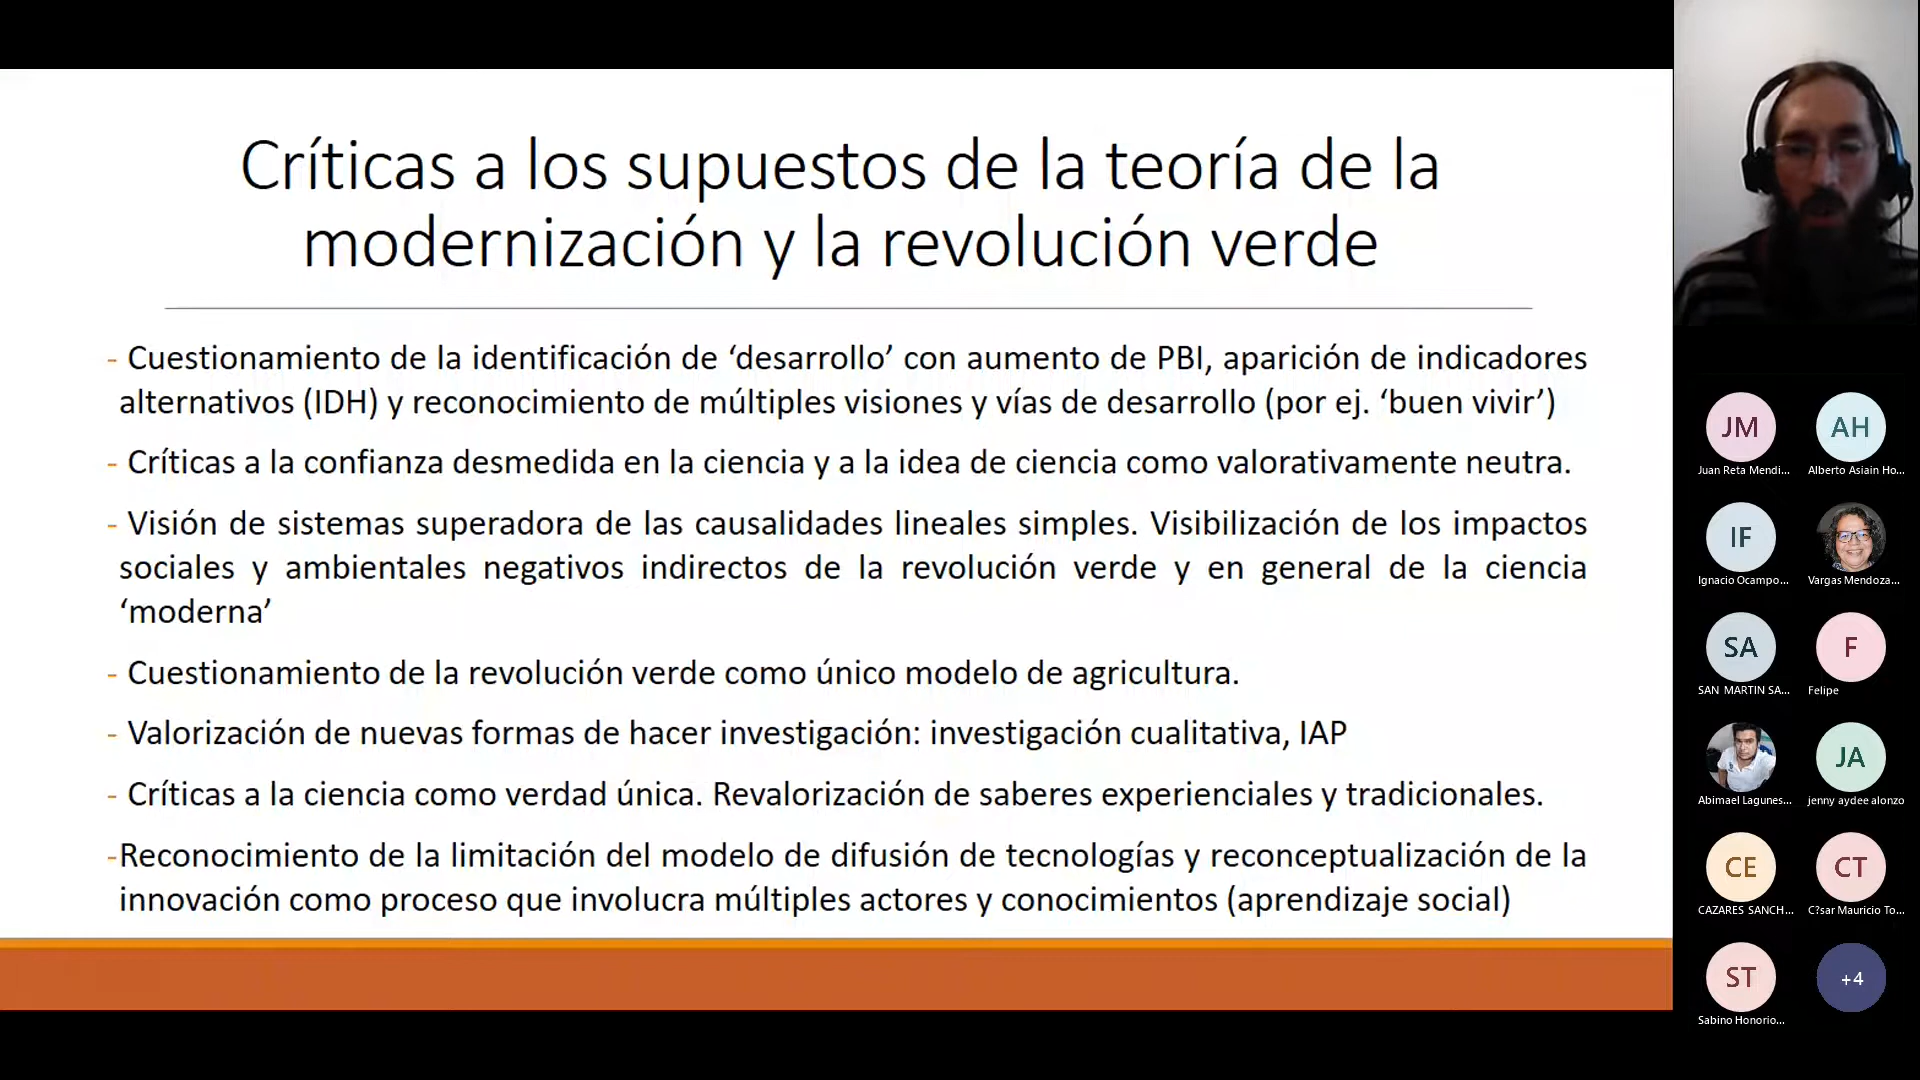 Críticas a los supuestos de la teoría de la
modernización y la revolución verde
- Cuestionamiento de la identificación de ‘desarrollo’ con aumento de PBI, aparición de indicadores
alternativos (IDH) y reconocimiento de múltiples visiones y vías de desarrollo (por ej. ‘buen vivir’)
- Críticas a la confianza desmedida en la ciencia y a la idea de ciencia como valorativamente neutra.
- Visión de sistemas superadora de las causalidades lineales simples. Visibilización de los impactos
sociales y ambientales negativos indirectos de la revolución verde y en general de la ciencia
‘moderna’
- Cuestionamiento de la revolución verde como único modelo de agricultura.
- Valorización de nuevas formas de hacer investigación: investigación cualitativa, IAP
- Críticas a la ciencia como verdad única. Revalorización de saberes experienciales y tradicionales.
-Reconocimiento de la limitación del modelo de difusión de tecnologías y reconceptualización de la
innovación como proceso que involucra múltiples actores y conocimientos (aprendizaje social)
JM
Juan Reta Mendi...
AH
Alberto Asiain Ho...
IF
Ignacio Ocampo...
Vargas Mendoza...
SA
SAN MARTIN SA...
F
Felipe
Abimael Lagunes...
JA
jenny aydee alonzo
CE
CAZARES SANCH...
CT
C?sar Mauricio To...
ST
Sabino Honorio...
+4